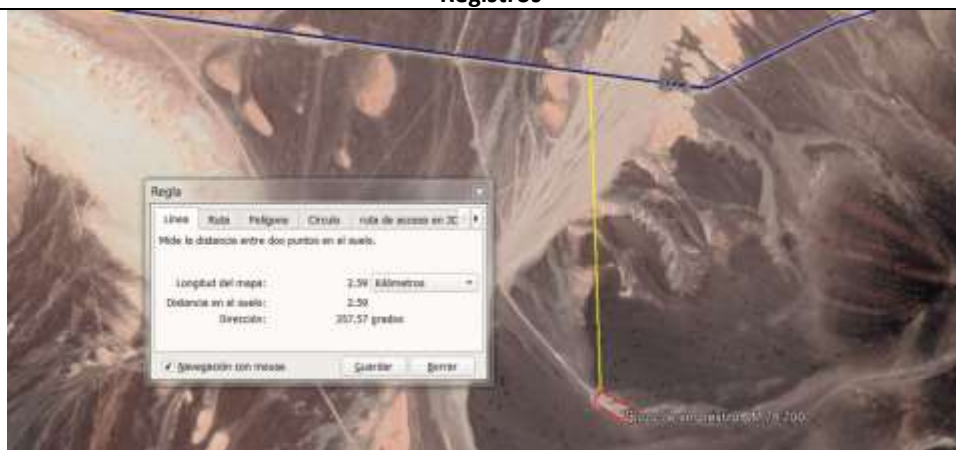 Registros
Regla
Línea Ruta Polígono Círculo ruta de acceso en 3D
Mide la distancia entre dos puntos en el suelo.
Longitud del mapa: 2.59 Kilómetros
Distancia en el suelo: 2.59
Dirección: 357.57 grados
Navegación con mouse Guardar Borrar